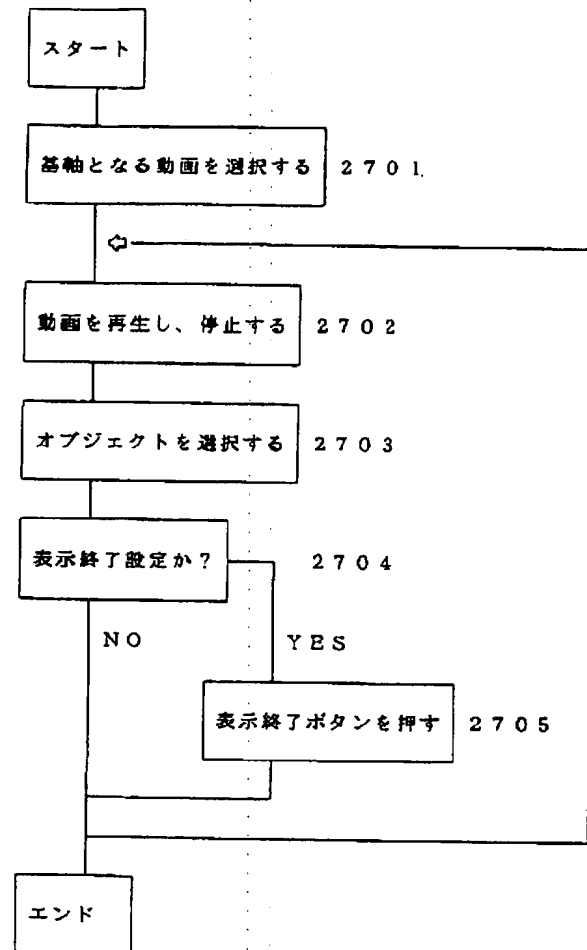 スタート
基軸となる動画を選択する 2701
動画を再生し、停止する 2702
オブジェクトを選択する 2703
表示終了設定か? 2704
NO YES
表示終了ボタンを押す 2705
エンド